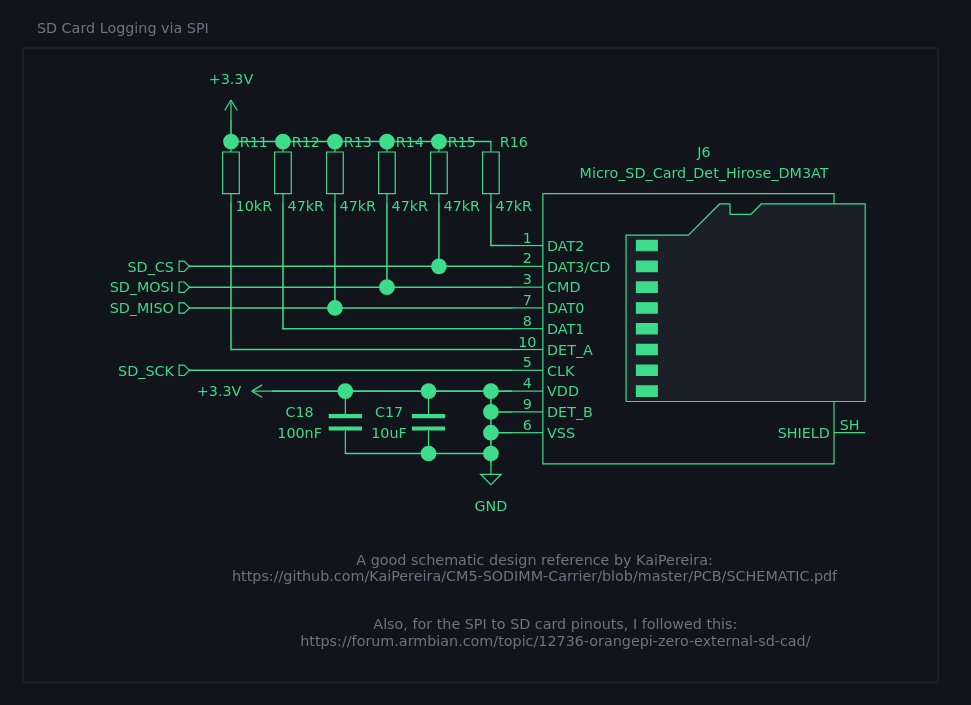 SD Card Logging via SPI
+3.3V
R11 R12 R13 R14 R15 R16
10kR 47kR 47kR 47kR 47kR 47kR
J6
Micro_SD_Card_Det_Hirose_DM3AT
1 DAT2
SD_CS 2 DAT3/CD
SD_MOSI 3 CMD
SD_MISO 7 DAT0
8 DAT1
10 DET_A
SD_SCK 5 CLK
+3.3V 4 VDD
C18 C17 9 DET_B
100nF 10uF 6 VSS
SHIELD SH
GND
A good schematic design reference by KaiPereira:
https://github.com/KaiPereira/CM5-SODIMM-Carrier/blob/master/PCB/SCHEMATIC.pdf
Also, for the SPI to SD card pinouts, I followed this:
https://forum.armbian.com/topic/12736-orangepi-zero-external-sd-cad/